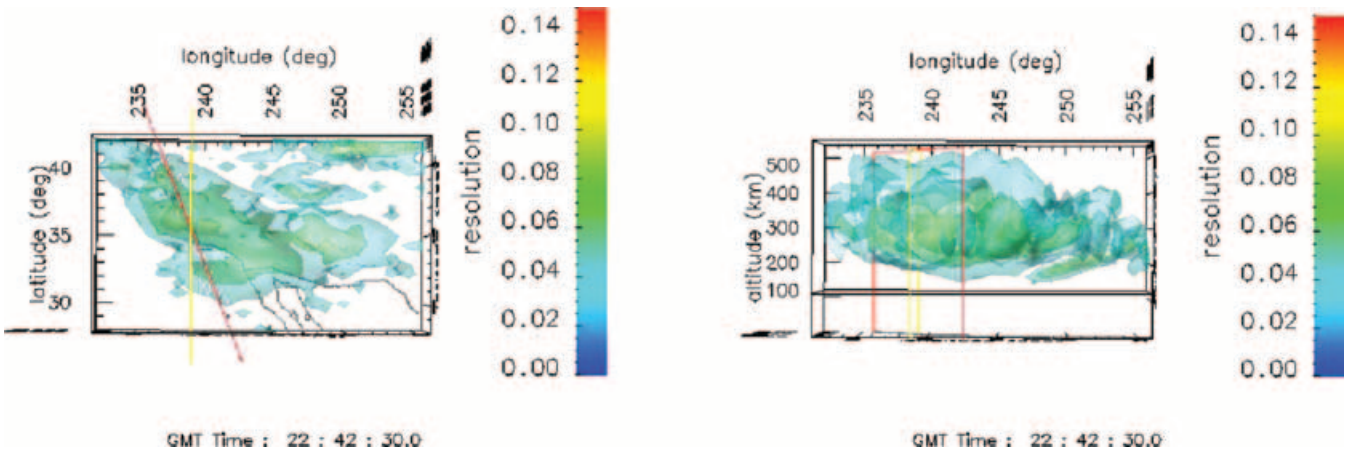 longitude (deg)
235 240 245 250 255
latitude (deg)
40
35
30
resolution
0.14
0.12
0.10
0.08
0.06
0.04
0.02
0.00
GMT Time : 22 : 42 : 30.0
longitude (deg)
235 240 245 250 255
altitude (km)
500
400
300
200
100
resolution
0.14
0.12
0.10
0.08
0.06
0.04
0.02
0.00
GMT Time : 22 : 42 : 30.0